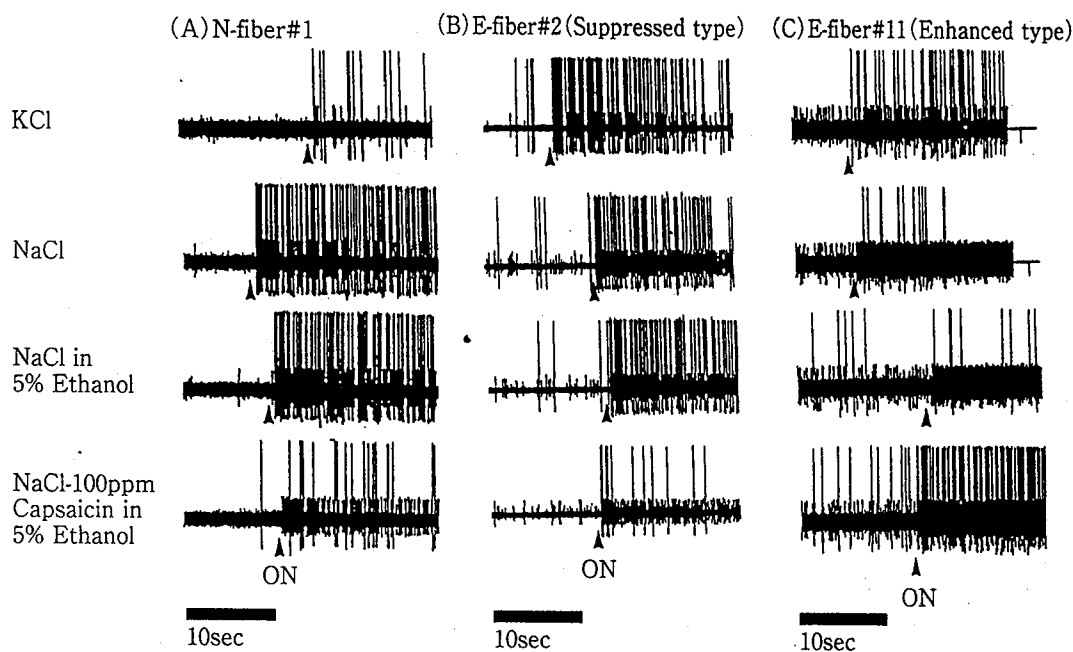 (A) N-fiber#1
(B) E-fiber#2 (Suppressed type)
(C) E-fiber#11 (Enhanced type)
KCl
NaCl
NaCl in
5% Ethanol
NaCl-100ppm
Capsaicin in
5% Ethanol
ON
ON
ON
10sec
10sec
10sec